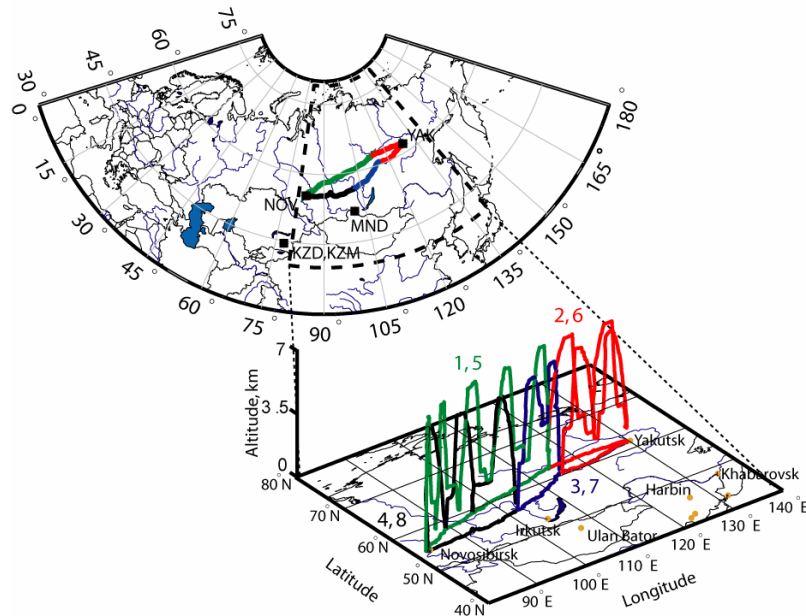 75
60
45
30
0
15
30
45
60
75
90
105
120
135
150
165
180
YAK
NOV
MND
KZD,KZM
2,6
1,5
3,7
4,8
7
3.5
0
Altitude,km
80 N
70 N
60 N
50 N
40 N
Latitude
90 E
100 E
110 E
120 E
130 E
140 E
Longitude
Yakutsk
Khabarovsk
Harbin
Irkutsk
Ulan Bator
Novosibirsk